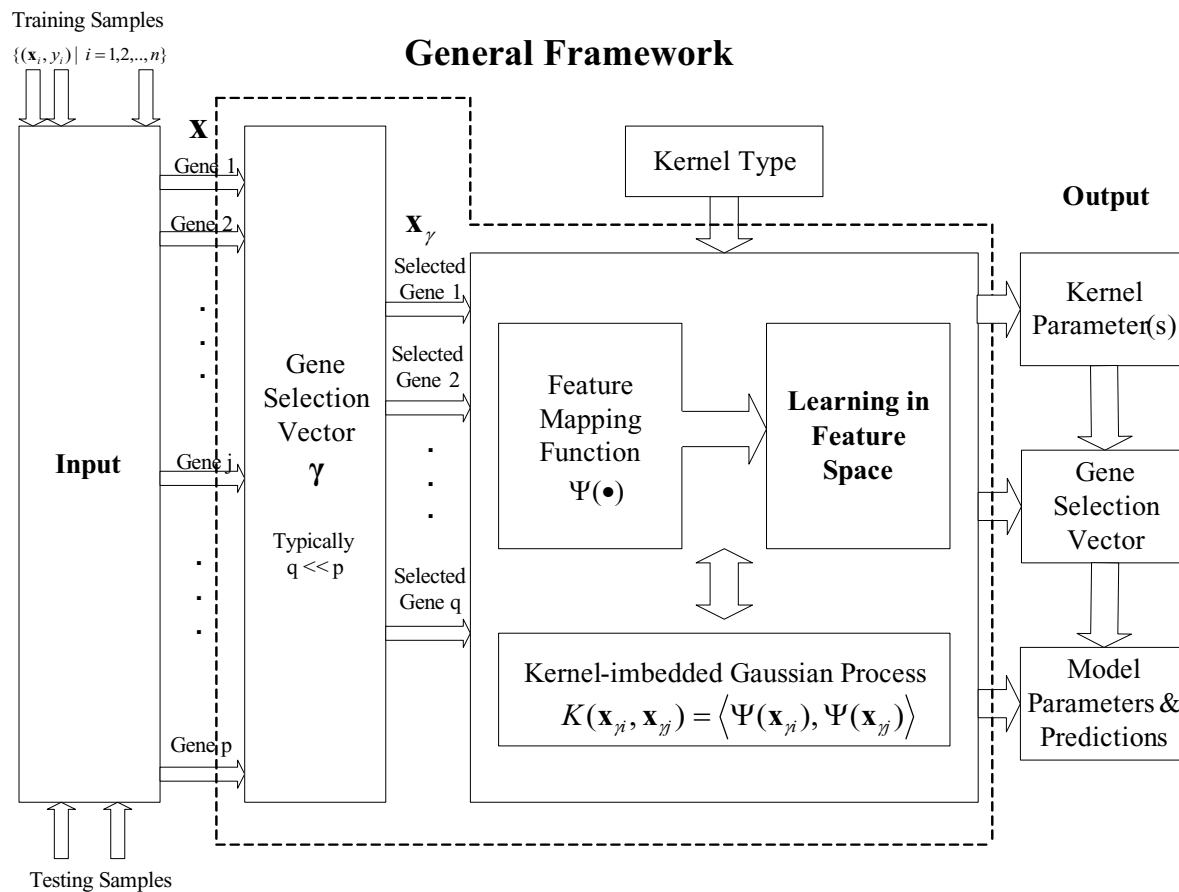 Training Samples
{(𝐱ᵢ, yᵢ) | i = 1,2,..,n}
General Framework
𝐱
Gene 1
Gene 2
.
.
.
Gene j
.
.
.
Gene p
Input
Testing Samples
Gene
Selection
Vector
γ
Typically
q << p
𝐱_γ
Selected
Gene 1
Selected
Gene 2
.
.
.
Selected
Gene q
Kernel Type
Feature
Mapping
Function
Ψ(•)
Learning in
Feature
Space
Kernel-imbedded Gaussian Process
K(𝐱_γi, 𝐱_γj) = ⟨Ψ(𝐱_γi), Ψ(𝐱_γj)⟩
Output
Kernel
Parameter(s)
Gene
Selection
Vector
Model
Parameters &
Predictions